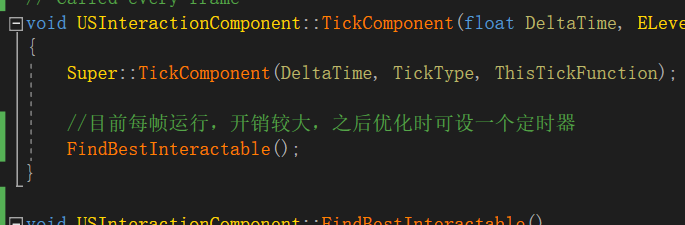 // Called every frame
void USInteractionComponent::TickComponent(float DeltaTime, ELeve
{
Super::TickComponent(DeltaTime, TickType, ThisTickFunction);
//目前每帧运行，开销较大，之后优化时可设一个定时器
FindBestInteractable();
}
void USInteractionComponent::FindBestInteractable()